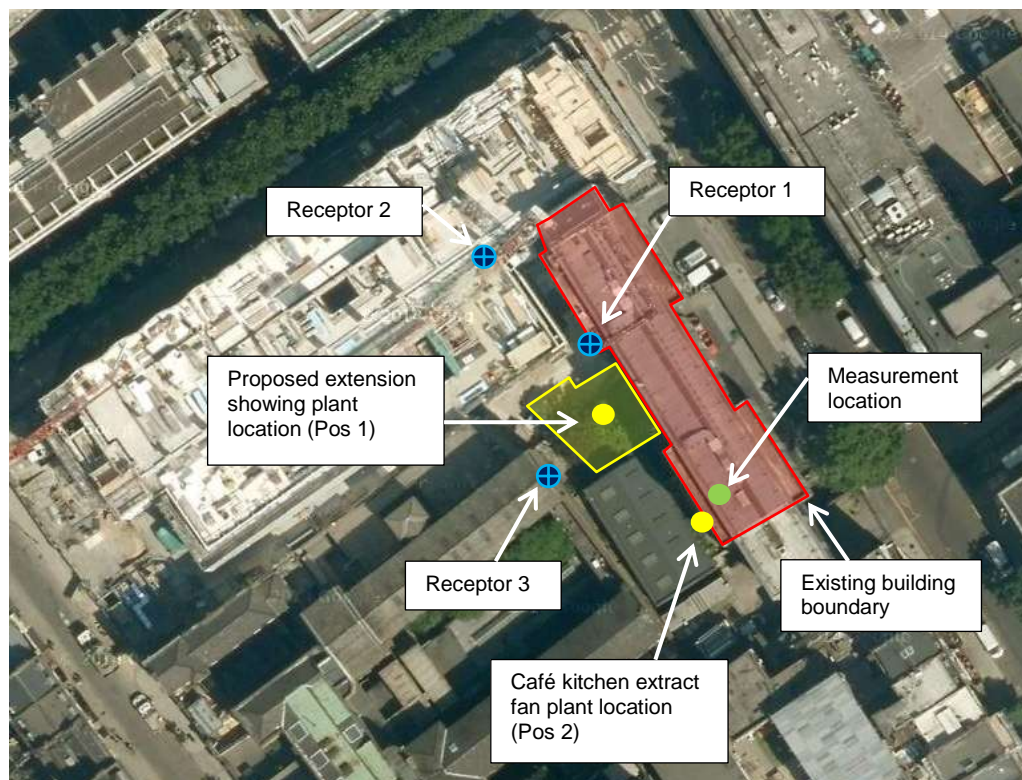 Receptor 1
Receptor 2
Proposed extension
showing plant
location (Pos 1)
Measurement
location
Receptor 3
Existing building
boundary
Café kitchen extract
fan plant location
(Pos 2)